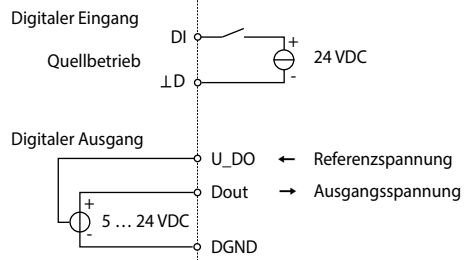 Digitaler Eingang
DI
+
Quellbetrieb
24 VDC
⊥D
-
Digitaler Ausgang
U_DO ← Referenzspannung
Dout → Ausgangsspannung
+
5 … 24 VDC
-
DGND